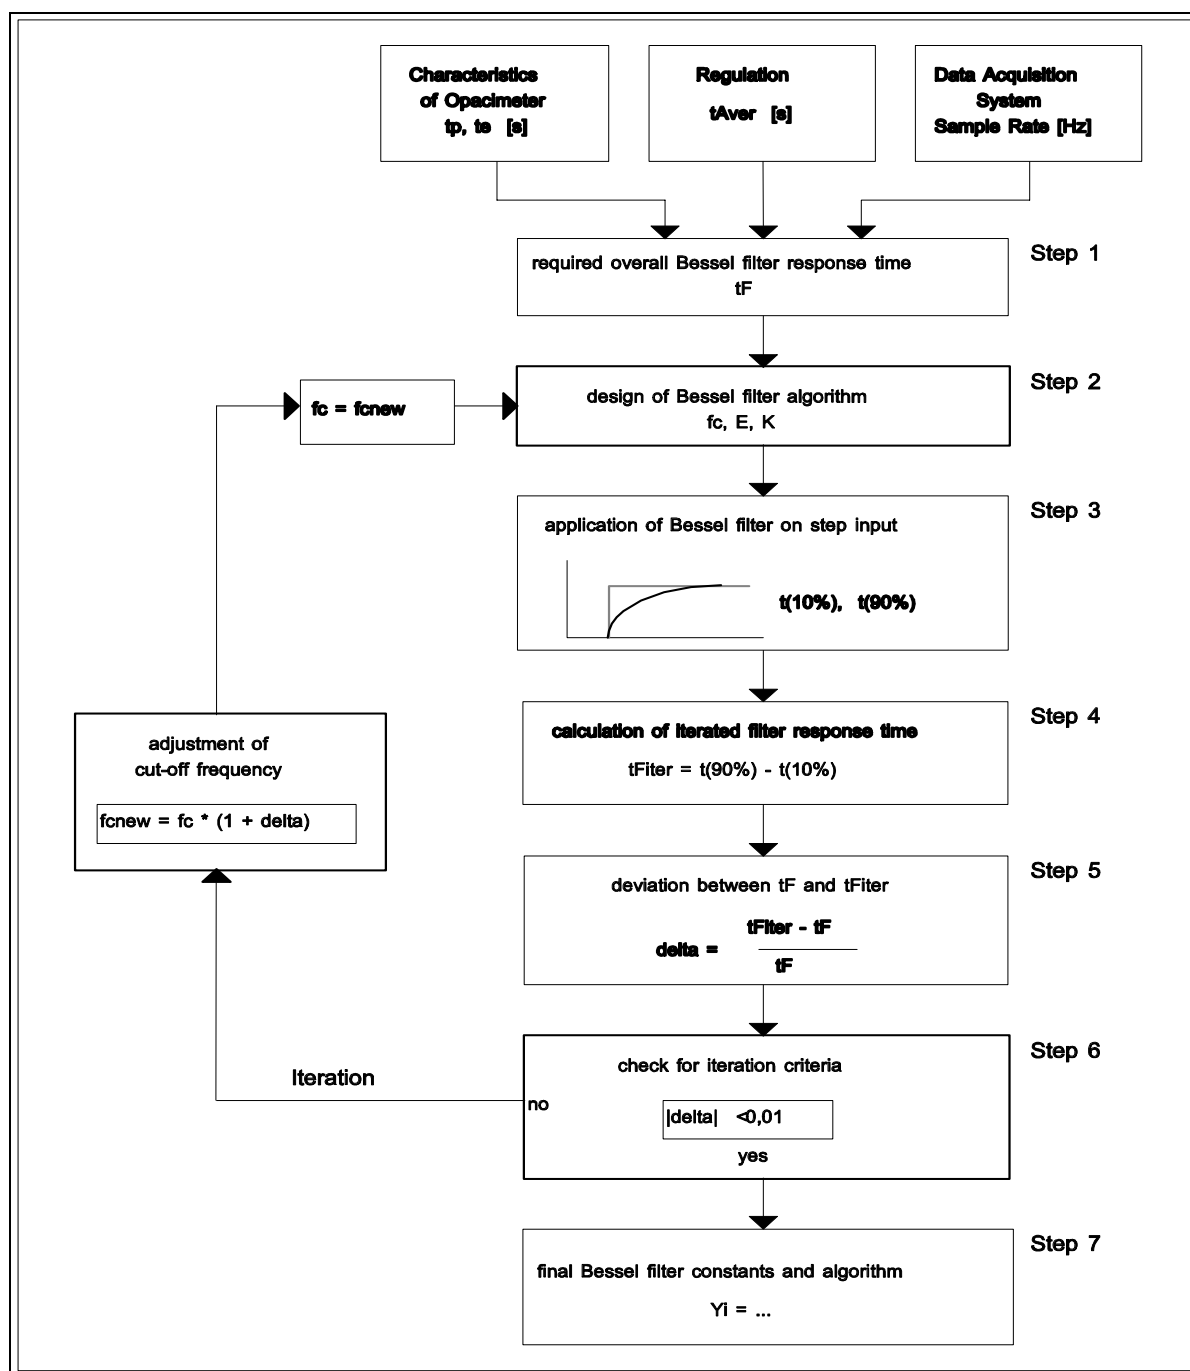 Characteristics
of Opacimeter
tp, te [s]
Regulation
tAver [s]
Data Acquisition
System
Sample Rate [Hz]
Step 1
required overall Bessel filter response time
tF
Step 2
fc = fcnew
design of Bessel filter algorithm
fc, E, K
Step 3
application of Bessel filter on step input
t(10%), t(90%)
Step 4
calculation of iterated filter response time
tFiter = t(90%) - t(10%)
adjustment of
cut-off frequency
fcnew = fc * (1 + delta)
Step 5
deviation between tF and tFiter
tFiter - tF
delta =
tF
Step 6
check for iteration criteria
Iteration
no
|delta| <0,01
yes
Step 7
final Bessel filter constants and algorithm
Yi = ...